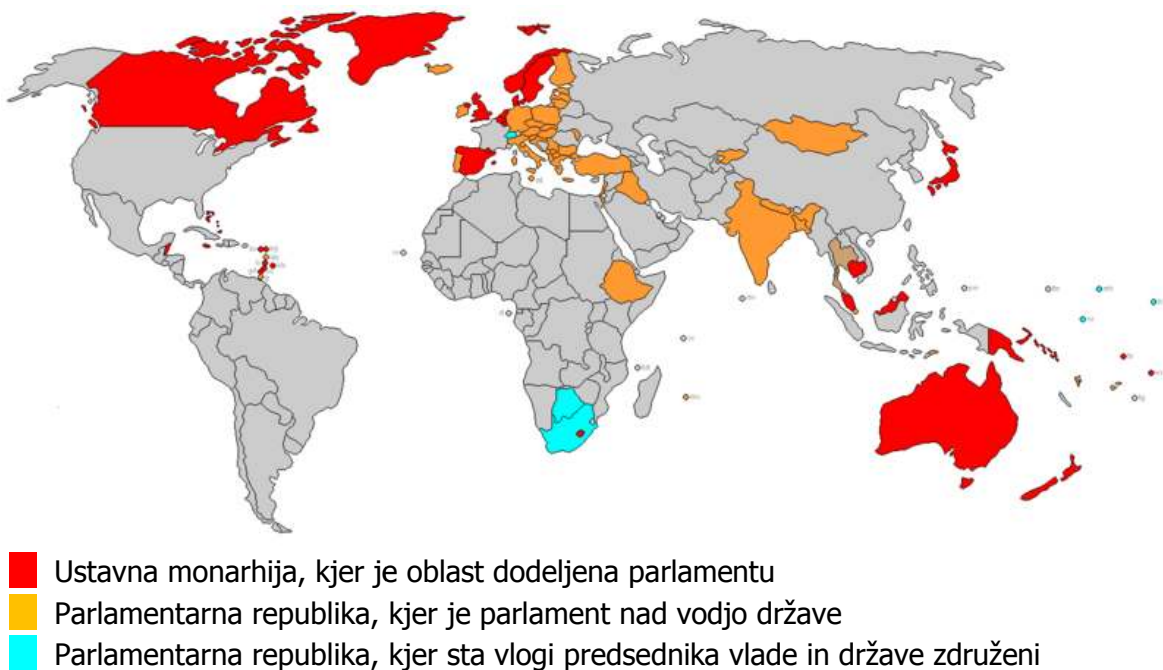 Ustavna monarhija, kjer je oblast dodeljena parlamentu
Parlamentarna republika, kjer je parlament nad vodjo države
Parlamentarna republika, kjer sta vlogi predsednika vlade in države združeni